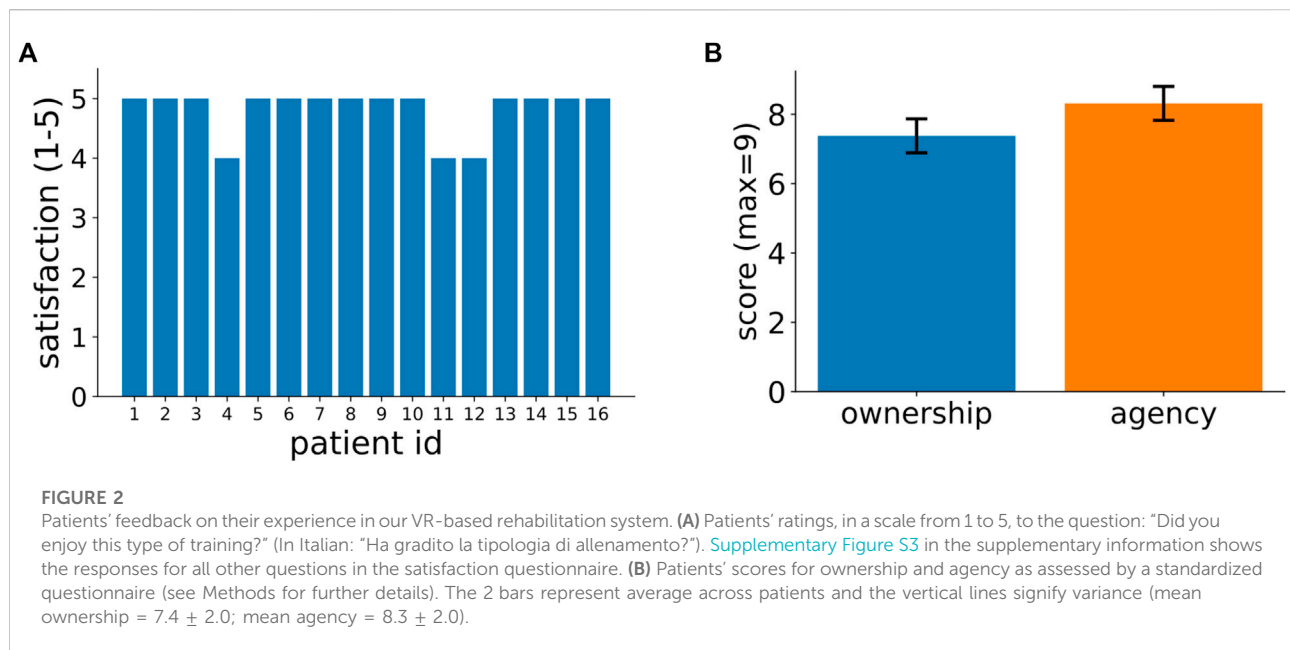 A
satisfaction (1-5)
5
4
3
2
1
0
1 2 3 4 5 6 7 8 9 10 11 12 13 14 15 16
patient id
B
score (max=9)
8
6
4
2
0
ownership agency
FIGURE 2
Patients’ feedback on their experience in our VR-based rehabilitation system. (A) Patients’ ratings, in a scale from 1 to 5, to the question: “Did you
enjoy this type of training?” (In Italian: “Ha gradito la tipologia di allenamento?”). Supplementary Figure S3 in the supplementary information shows
the responses for all other questions in the satisfaction questionnaire. (B) Patients’ scores for ownership and agency as assessed by a standardized
questionnaire (see Methods for further details). The 2 bars represent average across patients and the vertical lines signify variance (mean
ownership = 7.4 ± 2.0; mean agency = 8.3 ± 2.0).